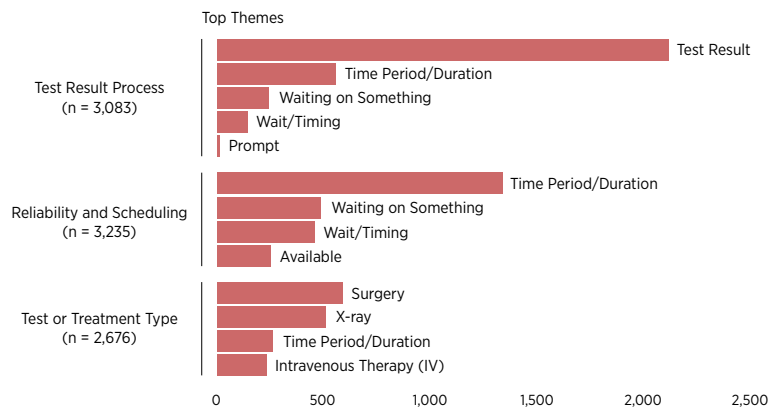 Top Themes
Test Result Process
(n = 3,083)
Test Result
Time Period/Duration
Waiting on Something
Wait/Timing
Prompt
Reliability and Scheduling
(n = 3,235)
Time Period/Duration
Waiting on Something
Wait/Timing
Available
Test or Treatment Type
(n = 2,676)
Surgery
X-ray
Time Period/Duration
Intravenous Therapy (IV)
0 500 1,000 1,500 2,000 2,500